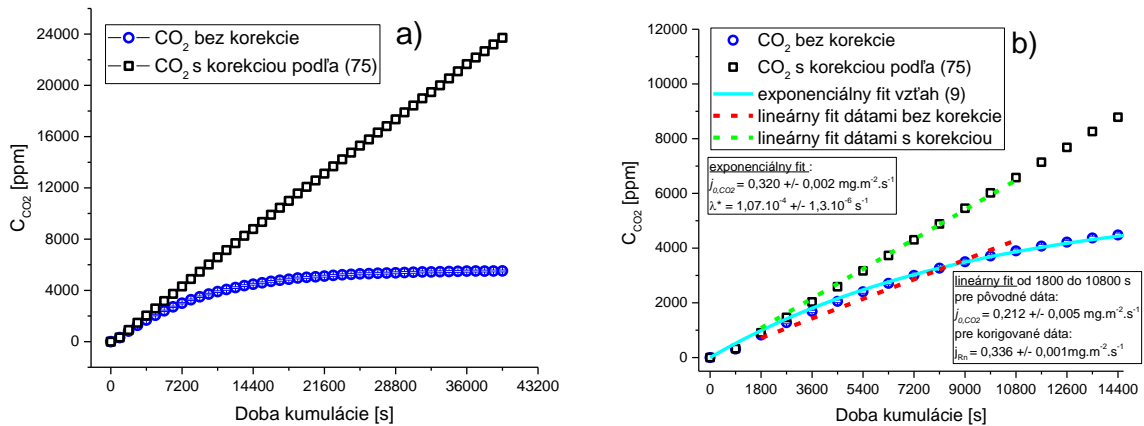 a)
CO₂ bez korekcie
CO₂ s korekciou podľa (75)
C_CO2 [ppm]
24000
20000
16000
12000
8000
4000
0
0 7200 14400 21600 28800 36000 43200
Doba kumulácie [s]
b)
CO₂ bez korekcie
CO₂ s korekciou podľa (75)
exponenciálny fit vzťah (9)
lineárny fit dátami bez korekcie
lineárny fit dátami s korekciou
exponenciálny fit :
j₀,CO2 = 0,320 +/- 0,002 mg.m⁻².s⁻¹
λ* = 1,07.10⁻⁴ +/- 1,3.10⁻⁶ s⁻¹
lineárny fit od 1800 do 10800 s
pre pôvodné dáta:
j₀,CO2 = 0,212 +/- 0,005 mg.m⁻².s⁻¹
pre korigované dáta:
j_Rn = 0,336 +/- 0,001mg.m⁻².s⁻¹
C_CO2 [ppm]
12000
10000
8000
6000
4000
2000
0
0 1800 3600 5400 7200 9000 10800 12600 14400
Doba kumulácie [s]